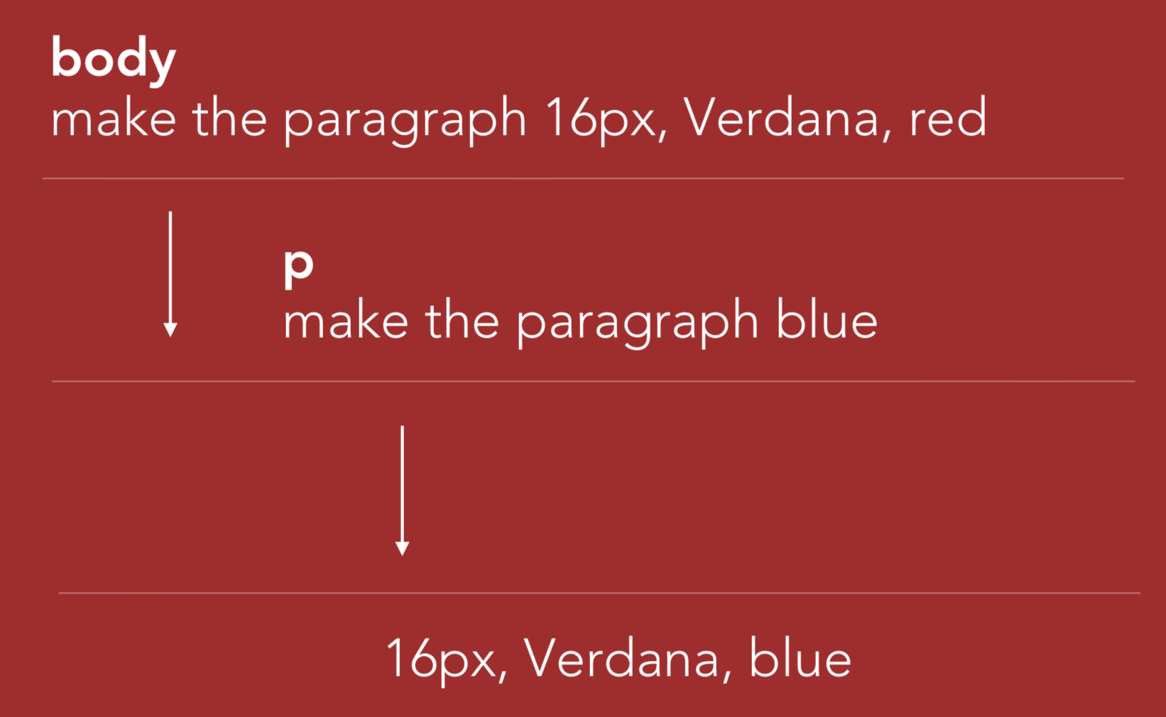 body
make the paragraph 16px, Verdana, red
p
make the paragraph blue
16px, Verdana, blue